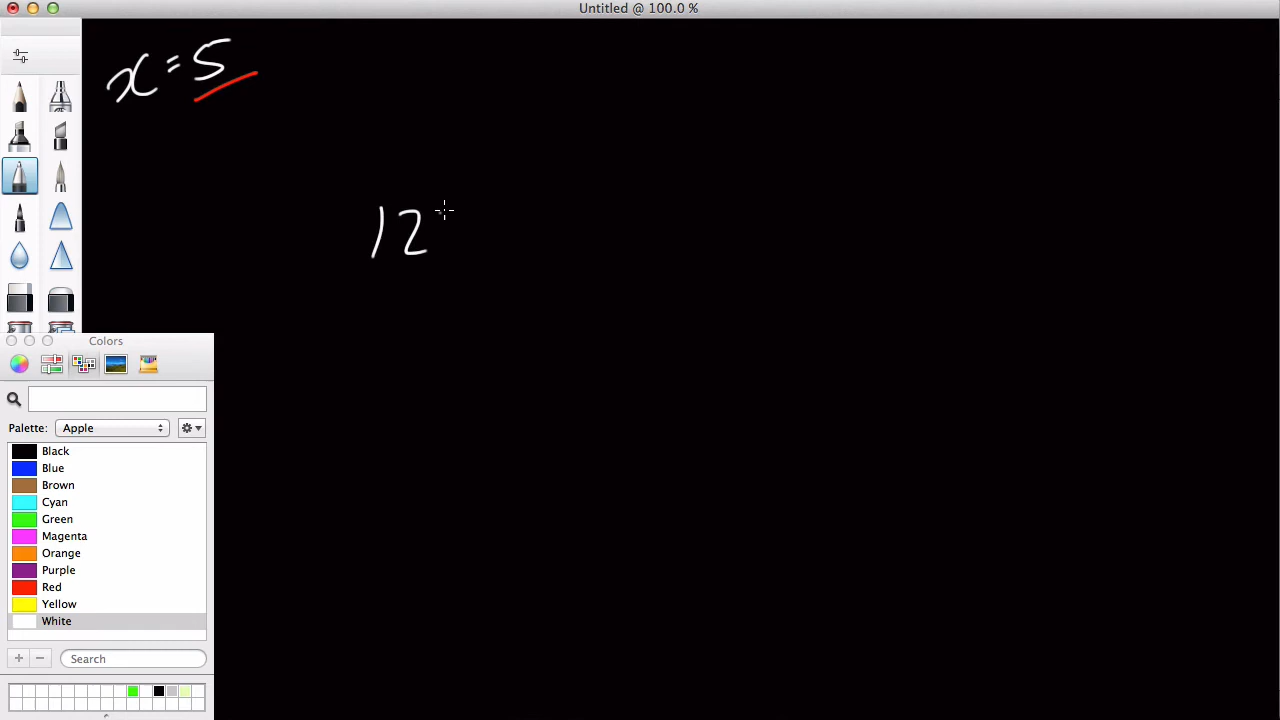 Untitled @ 100.0 %
x = 5
12
Colors
Palette: Apple
Black
Blue
Brown
Cyan
Green
Magenta
Orange
Purple
Red
Yellow
White
+ − Search